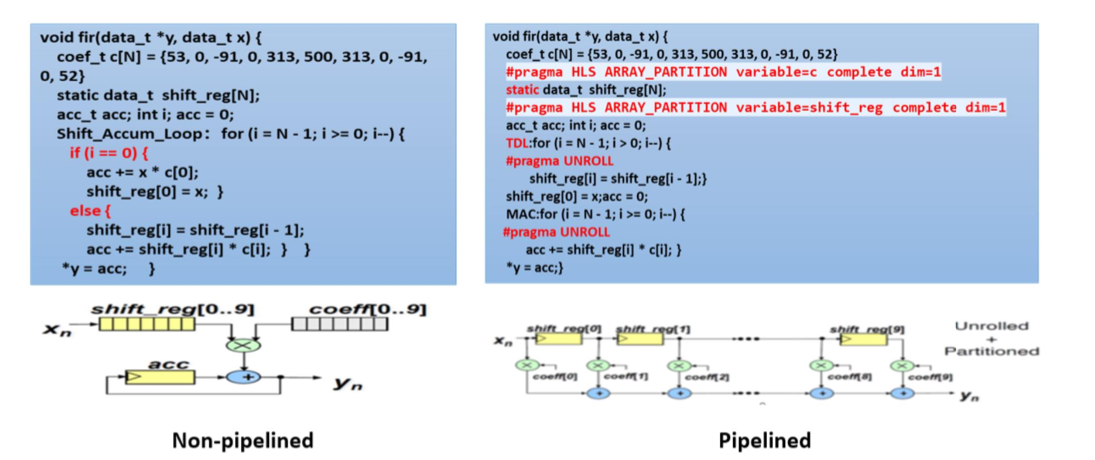 void fir(data_t *y, data_t x) {
coef_t c[N] = {53, 0, -91, 0, 313, 500, 313, 0, -91,
0, 52}
static data_t shift_reg[N];
acc_t acc; int i; acc = 0;
Shift_Accum_Loop: for (i = N - 1; i >= 0; i--) {
if (i == 0) {
acc += x * c[0];
shift_reg[0] = x; }
else {
shift_reg[i] = shift_reg[i - 1];
acc += shift_reg[i] * c[i]; } }
*y = acc; }
shift_reg[0..9]
coeff[0..9]
xn
acc
yn
Non-pipelined
void fir(data_t *y, data_t x) {
coef_t c[N] = {53, 0, -91, 0, 313, 500, 313, 0, -91, 0, 52}
#pragma HLS ARRAY_PARTITION variable=c complete dim=1
static data_t shift_reg[N];
#pragma HLS ARRAY_PARTITION variable=shift_reg complete dim=1
acc_t acc; int i; acc = 0;
TDL:for (i = N - 1; i > 0; i--) {
#pragma UNROLL
shift_reg[i] = shift_reg[i - 1];}
shift_reg[0] = x;acc = 0;
MAC:for (i = N - 1; i >= 0; i--) {
#pragma UNROLL
acc += shift_reg[i] * c[i]; }
*y = acc;}
shift_reg[0] shift_reg[1] shift_reg[9]
Unrolled
+
Partitioned
xn
coeff[0] coeff[1] coeff[2] coeff[8] coeff[9]
yn
Pipelined